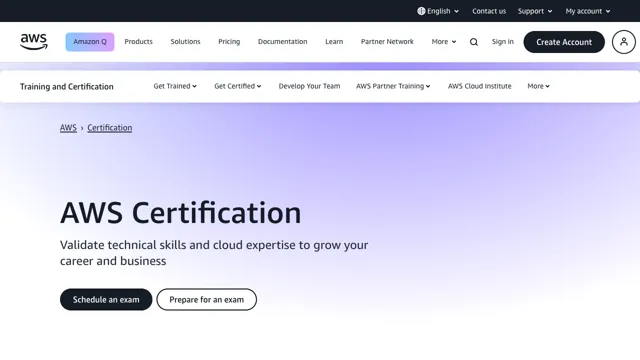 English Contact us Support My account
aws Amazon Q Products Solutions Pricing Documentation Learn Partner Network More Sign in Create Account
Training and Certification Get Trained Get Certified Develop Your Team AWS Partner Training AWS Cloud Institute More
AWS › Certification
AWS Certification
Validate technical skills and cloud expertise to grow your
career and business
Schedule an exam Prepare for an exam